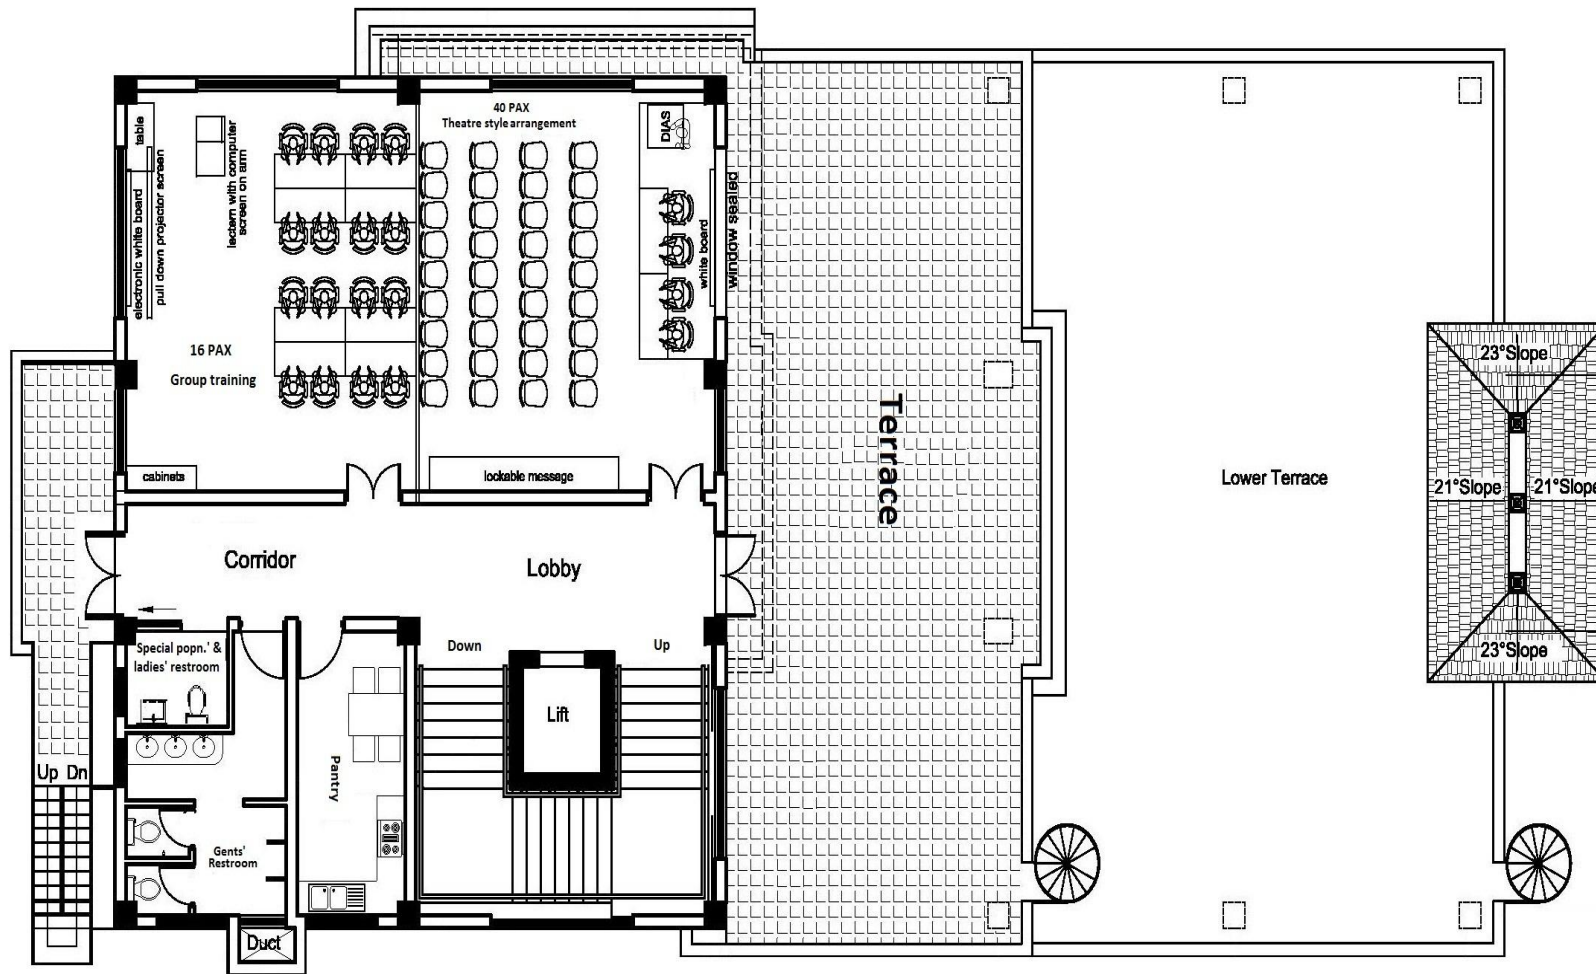 40 PAX
Theatre style arrangement
DIAS
table
electronic white board
pull down projector screen
lectern with computer
screen on arm
white board
window sealed
16 PAX
Group training
cabinets
lockable message
Terrace
Lower Terrace
23°Slope
21°Slope
21°Slope
23°Slope
Corridor
Lobby
Special popn.' &
ladies' restroom
Down
Up
Lift
Pantry
Up Dn
Gents'
Restroom
Duct